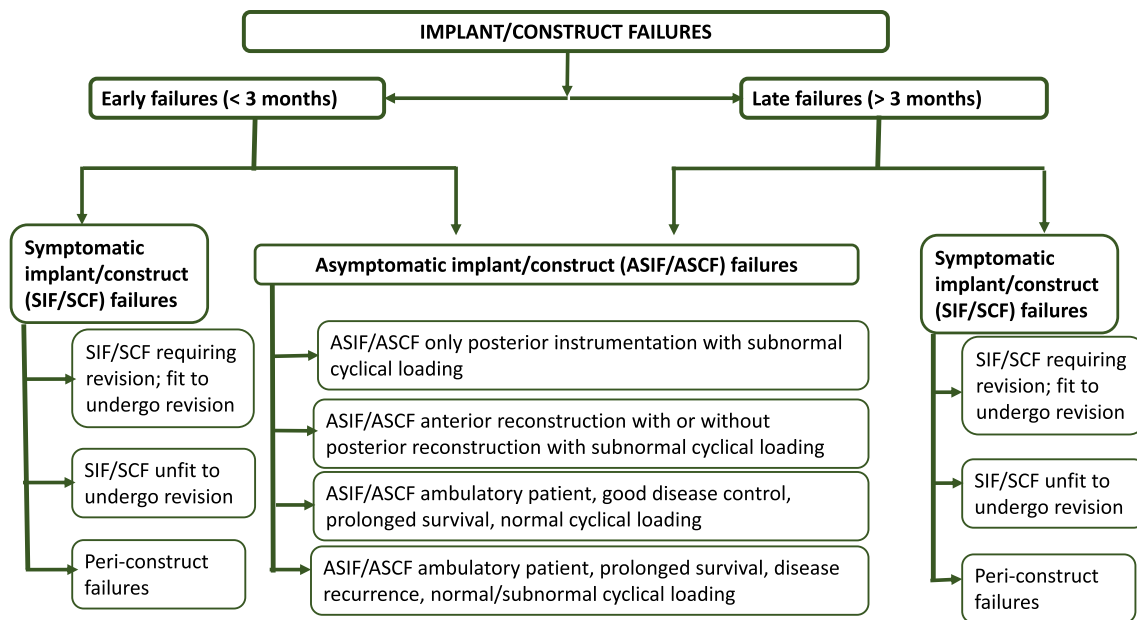 IMPLANT/CONSTRUCT FAILURES
Early failures (< 3 months)
Late failures (> 3 months)
Symptomatic
implant/construct
(SIF/SCF) failures
SIF/SCF requiring
revision; fit to
undergo revision
SIF/SCF unfit to
undergo revision
Peri-construct
failures
Asymptomatic implant/construct (ASIF/ASCF) failures
ASIF/ASCF only posterior instrumentation with subnormal
cyclical loading
ASIF/ASCF anterior reconstruction with or without
posterior reconstruction with subnormal cyclical loading
ASIF/ASCF ambulatory patient, good disease control,
prolonged survival, normal cyclical loading
ASIF/ASCF ambulatory patient, prolonged survival, disease
recurrence, normal/subnormal cyclical loading
Symptomatic
implant/construct
(SIF/SCF) failures
SIF/SCF requiring
revision; fit to
undergo revision
SIF/SCF unfit to
undergo revision
Peri-construct
failures